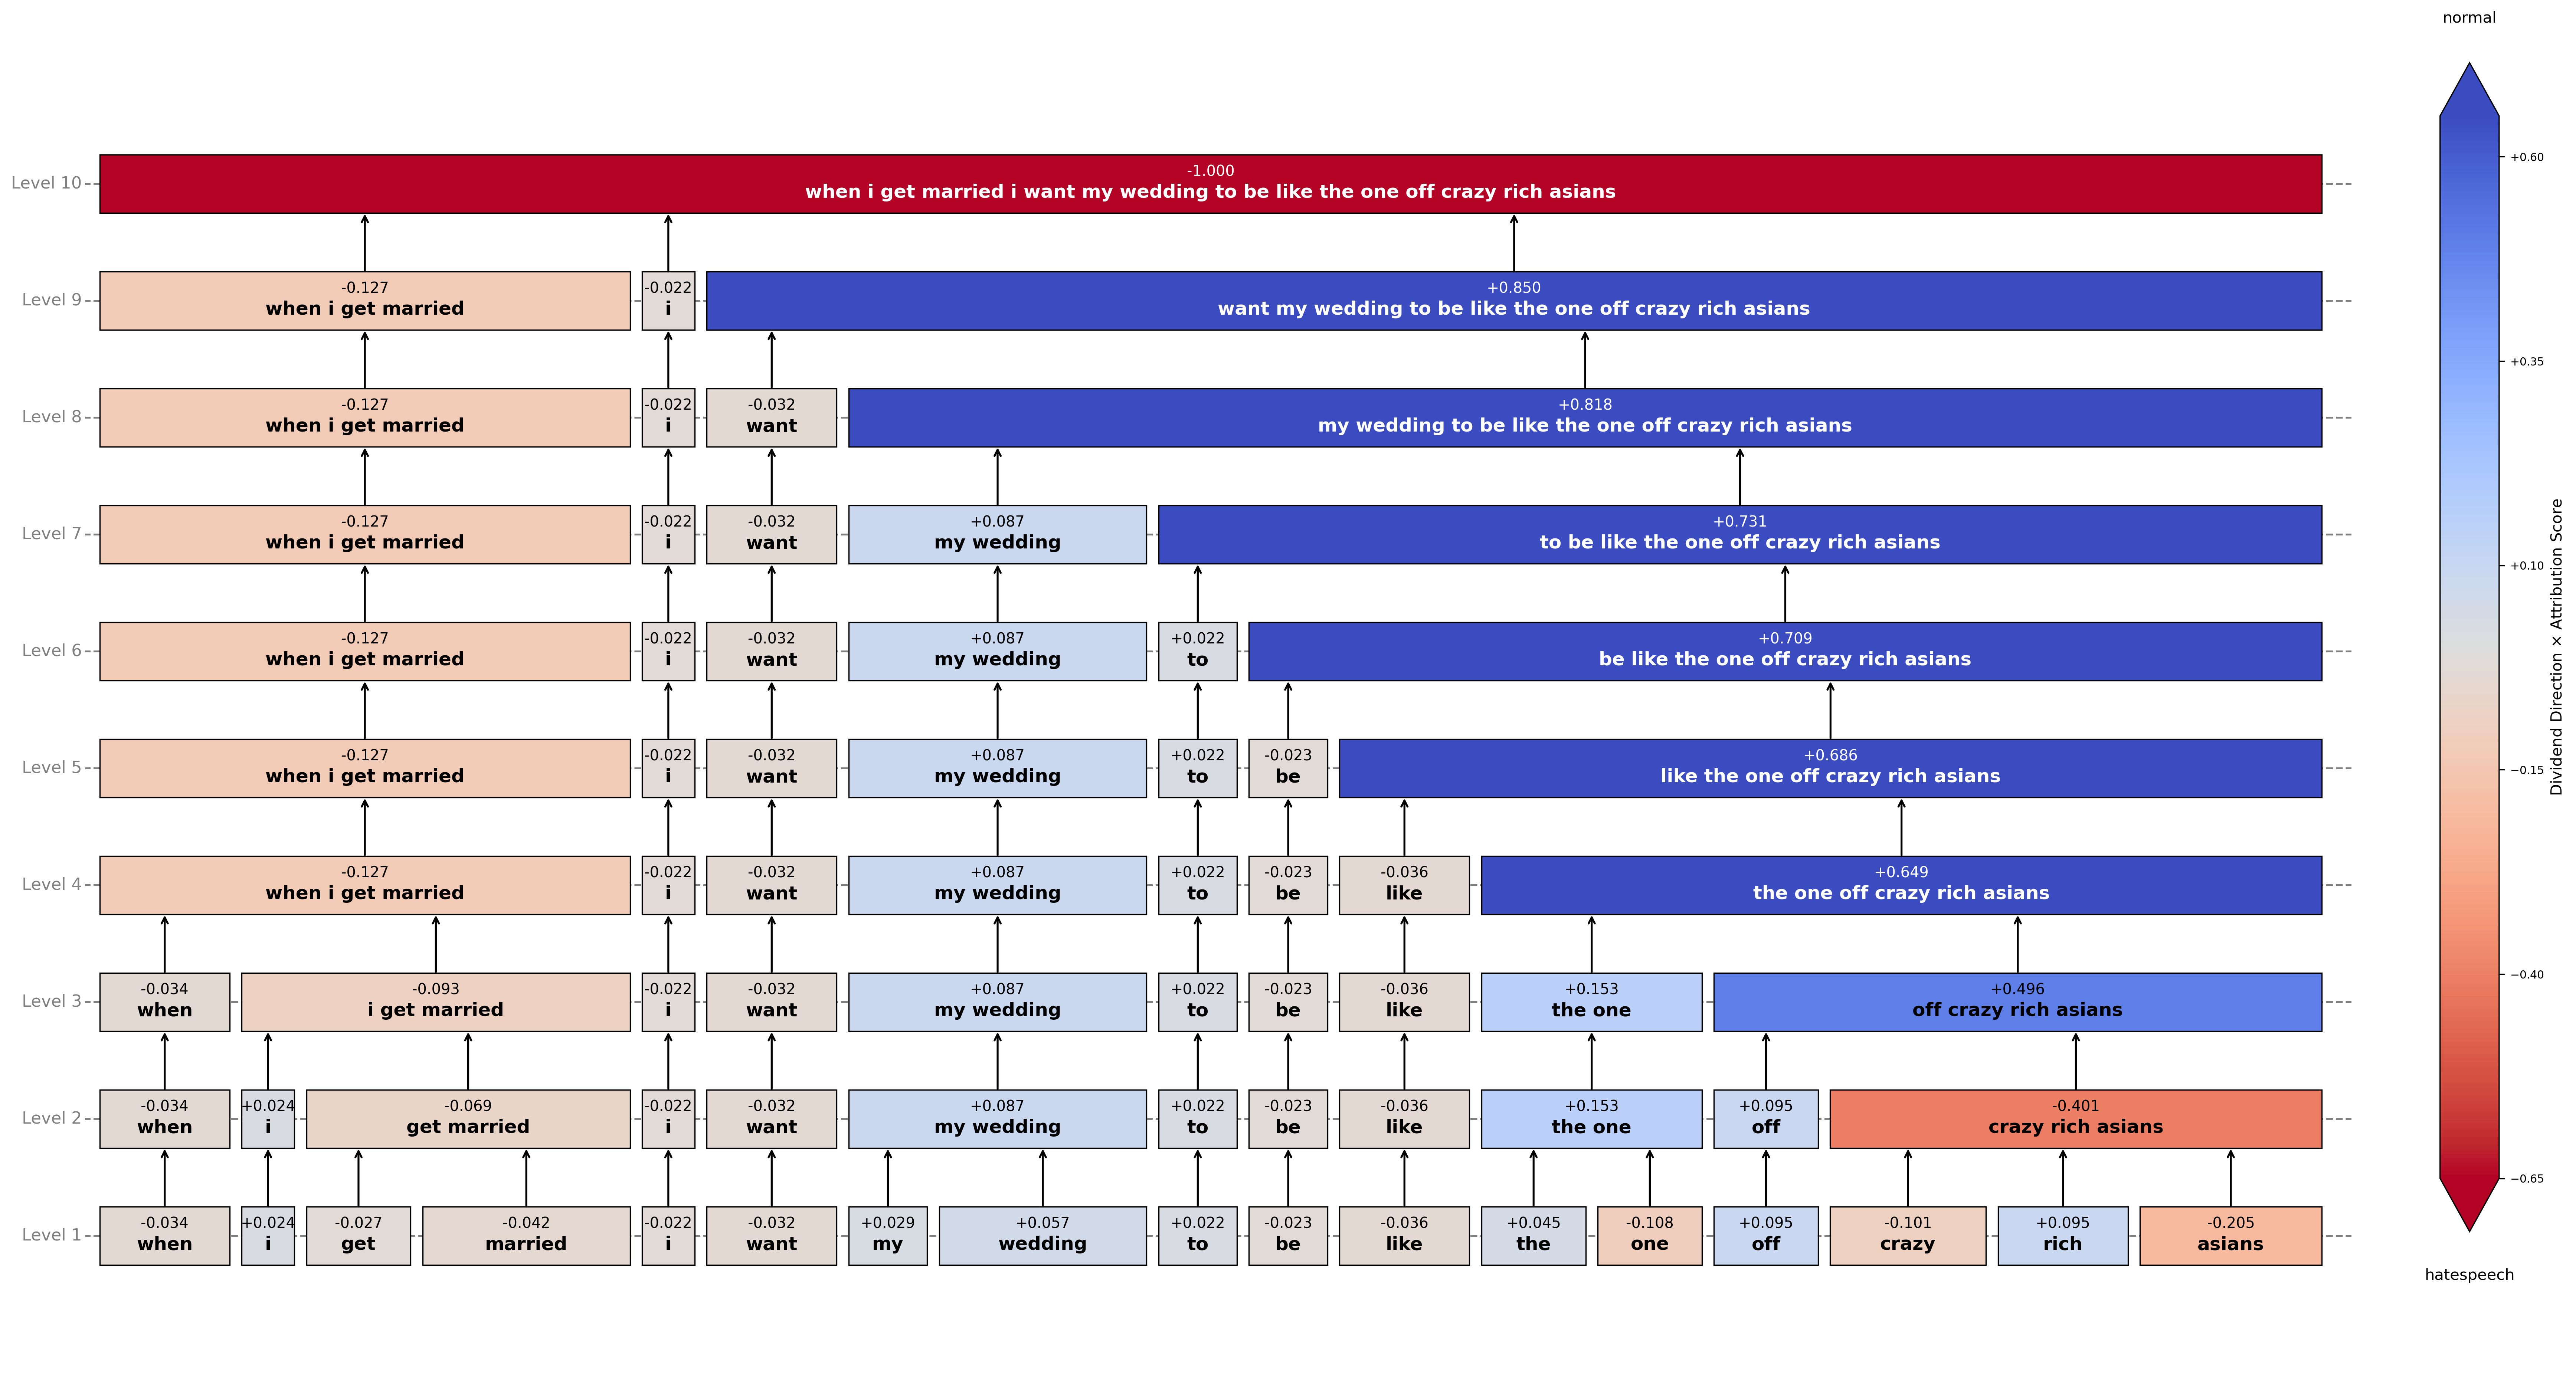 normal
Level 10
-1.000
when i get married i want my wedding to be like the one off crazy rich asians
Level 9
-0.127
when i get married
-0.022
i
+0.850
want my wedding to be like the one off crazy rich asians
Level 8
-0.127
when i get married
-0.022
i
-0.032
want
+0.818
my wedding to be like the one off crazy rich asians
Level 7
-0.127
when i get married
-0.022
i
-0.032
want
+0.087
my wedding
+0.731
to be like the one off crazy rich asians
Level 6
-0.127
when i get married
-0.022
i
-0.032
want
+0.087
my wedding
+0.022
to
+0.709
be like the one off crazy rich asians
Level 5
-0.127
when i get married
-0.022
i
-0.032
want
+0.087
my wedding
+0.022
to
-0.023
be
+0.686
like the one off crazy rich asians
Level 4
-0.127
when i get married
-0.022
i
-0.032
want
+0.087
my wedding
+0.022
to
-0.023
be
-0.036
like
+0.649
the one off crazy rich asians
Level 3
-0.034
when
-0.093
i get married
-0.022
i
-0.032
want
+0.087
my wedding
+0.022
to
-0.023
be
-0.036
like
+0.153
the one
+0.496
off crazy rich asians
Level 2
-0.034
when
+0.024
i
-0.069
get married
-0.022
i
-0.032
want
+0.087
my wedding
+0.022
to
-0.023
be
-0.036
like
+0.153
the one
+0.095
off
-0.401
crazy rich asians
Level 1
-0.034
when
+0.024
i
-0.027
get
-0.042
married
-0.022
i
-0.032
want
+0.029
my
+0.057
wedding
+0.022
to
-0.023
be
-0.036
like
+0.045
the
-0.108
one
+0.095
off
-0.101
crazy
+0.095
rich
-0.205
asians
+0.60
+0.35
+0.10
−0.15
−0.40
−0.65
Dividend Direction × Attribution Score
hatespeech